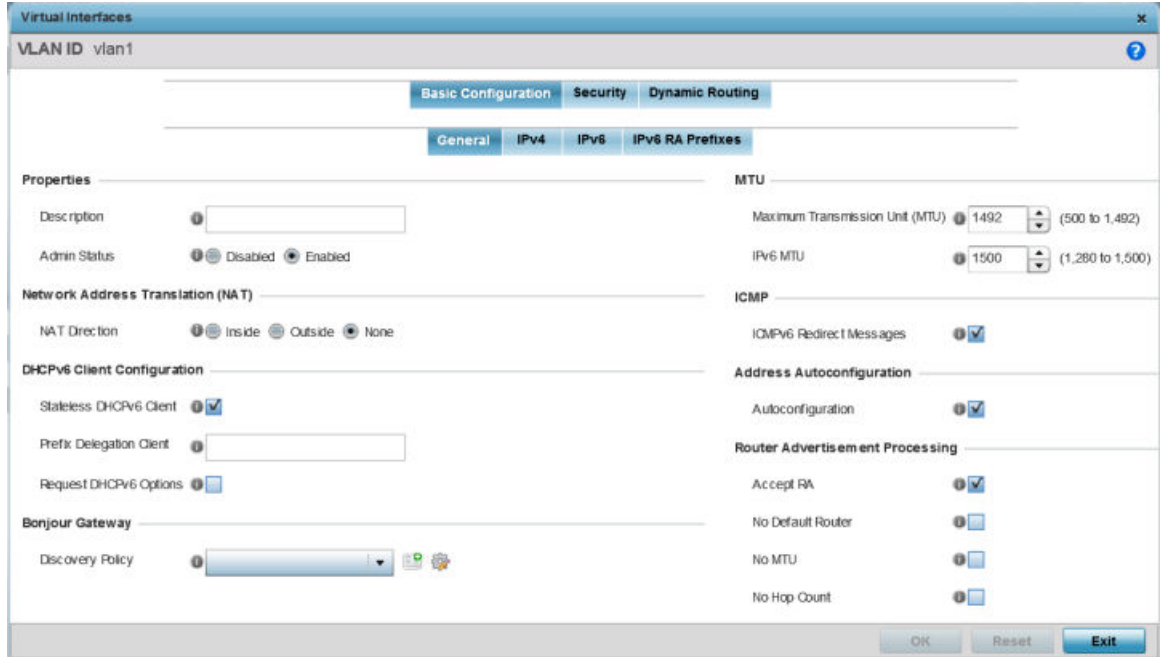 Virtual Interfaces
VLAN ID vlan1
Basic Configuration Security Dynamic Routing
General IPv4 IPv6 IPv6 RA Prefixes
Properties
Description
Admin Status Disabled Enabled
Network Address Translation (NAT)
NAT Direction Inside Outside None
DHCPv6 Client Configuration
Stateless DHCPv6 Client
Prefix Delegation Client
Request DHCPv6 Options
Bonjour Gateway
Discovery Policy
MTU
Maximum Transmission Unit (MTU) 1492 (500 to 1,492)
IPv6 MTU 1500 (1,280 to 1,500)
ICMP
ICMPv6 Redirect Messages
Address Autoconfiguration
Autoconfiguration
Router Advertisement Processing
Accept RA
No Default Router
No MTU
No Hop Count
OK Reset Exit